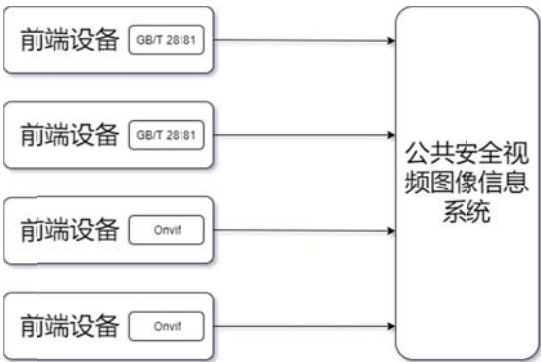 前端设备 GB/T 28181
前端设备 GB/T 28181
前端设备 Onvif
前端设备 Onvif
公共安全视
频图像信息
系统